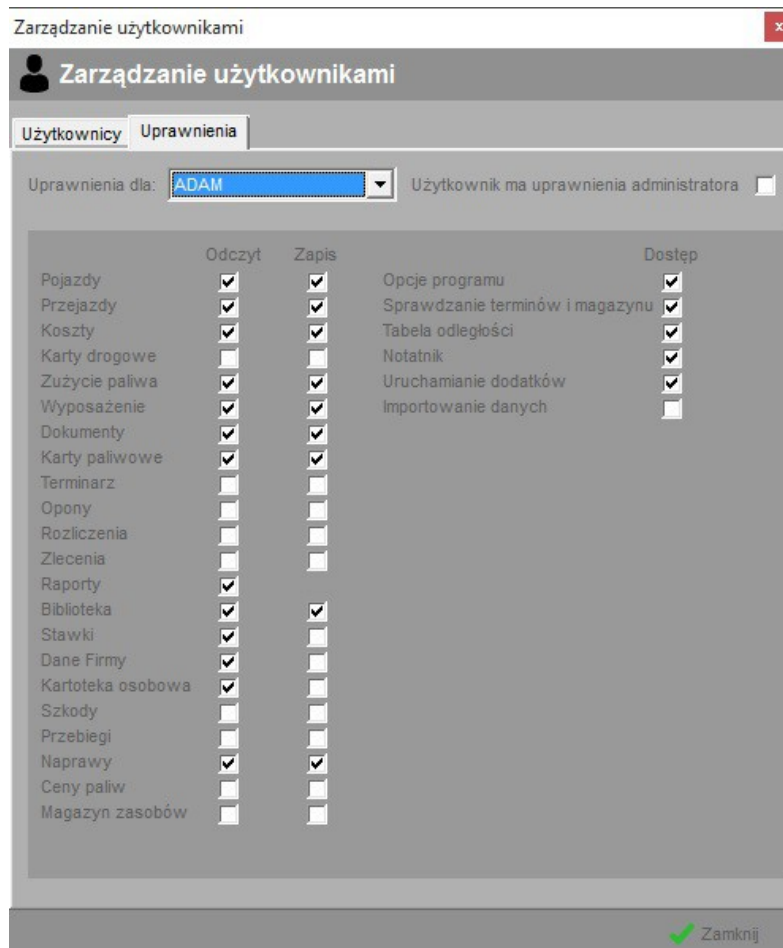 Zarządzanie użytkownikami
x
Zarządzanie użytkownikami
Użytkownicy Uprawnienia
Uprawnienia dla: ADAM Użytkownik ma uprawnienia administratora
Odczyt Zapis Dostęp
Pojazdy Opcje programu
Przejazdy Sprawdzanie terminów i magazynu
Koszty Tabela odległości
Karty drogowe Notatnik
Zużycie paliwa Uruchamianie dodatków
Wyposażenie Importowanie danych
Dokumenty
Karty paliwowe
Terminarz
Opony
Rozliczenia
Zlecenia
Raporty
Biblioteka
Stawki
Dane Firmy
Kartoteka osobowa
Szkody
Przebiegi
Naprawy
Ceny paliw
Magazyn zasobów
Zamknij